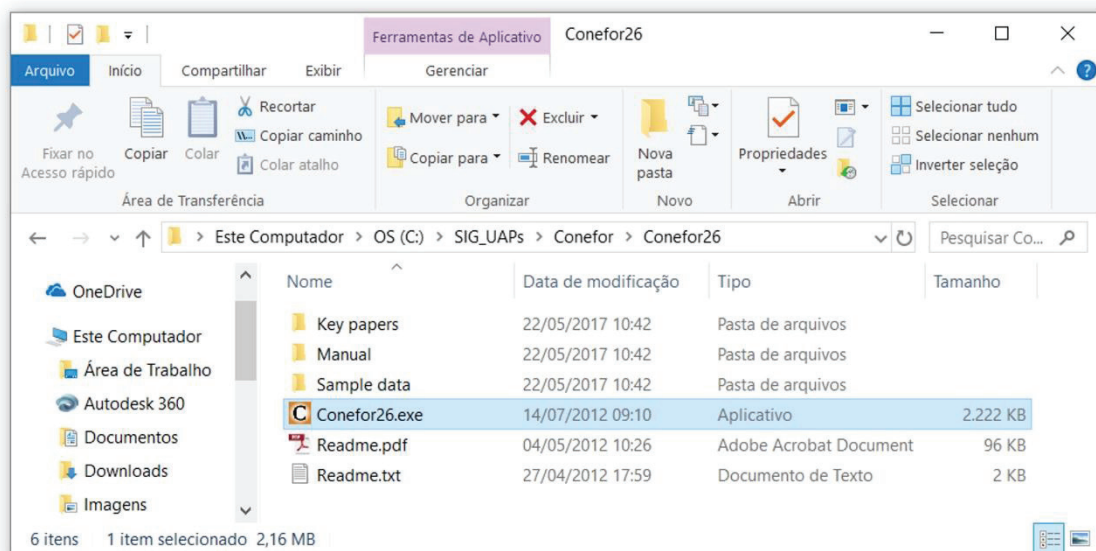 Ferramentas de Aplicativo Conefor26
Arquivo Início Compartilhar Exibir Gerenciar
Fixar no Acesso rápido
Copiar
Colar
Recortar
Copiar caminho
Colar atalho
Área de Transferência
Mover para
Copiar para
Excluir
Renomear
Organizar
Nova pasta
Novo
Propriedades
Abrir
Selecionar tudo
Selecionar nenhum
Inverter seleção
Selecionar
Este Computador > OS (C:) > SIG_UAPs > Conefor > Conefor26 Pesquisar Co...
OneDrive
Este Computador
Área de Trabalho
Autodesk 360
Documentos
Downloads
Imagens
Nome Data de modificação Tipo Tamanho
Key papers 22/05/2017 10:42 Pasta de arquivos
Manual 22/05/2017 10:42 Pasta de arquivos
Sample data 22/05/2017 10:42 Pasta de arquivos
Conefor26.exe 14/07/2012 09:10 Aplicativo 2.222 KB
Readme.pdf 04/05/2012 10:26 Adobe Acrobat Document 96 KB
Readme.txt 27/04/2012 17:59 Documento de Texto 2 KB
6 itens 1 item selecionado 2,16 MB